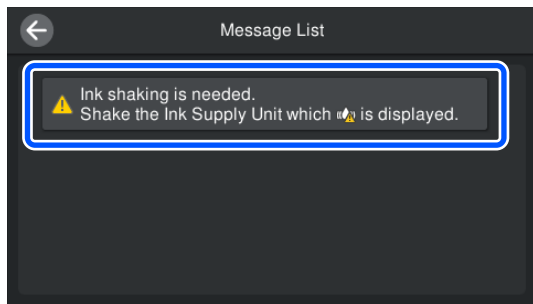 Message List
Ink shaking is needed.
Shake the Ink Supply Unit which is displayed.